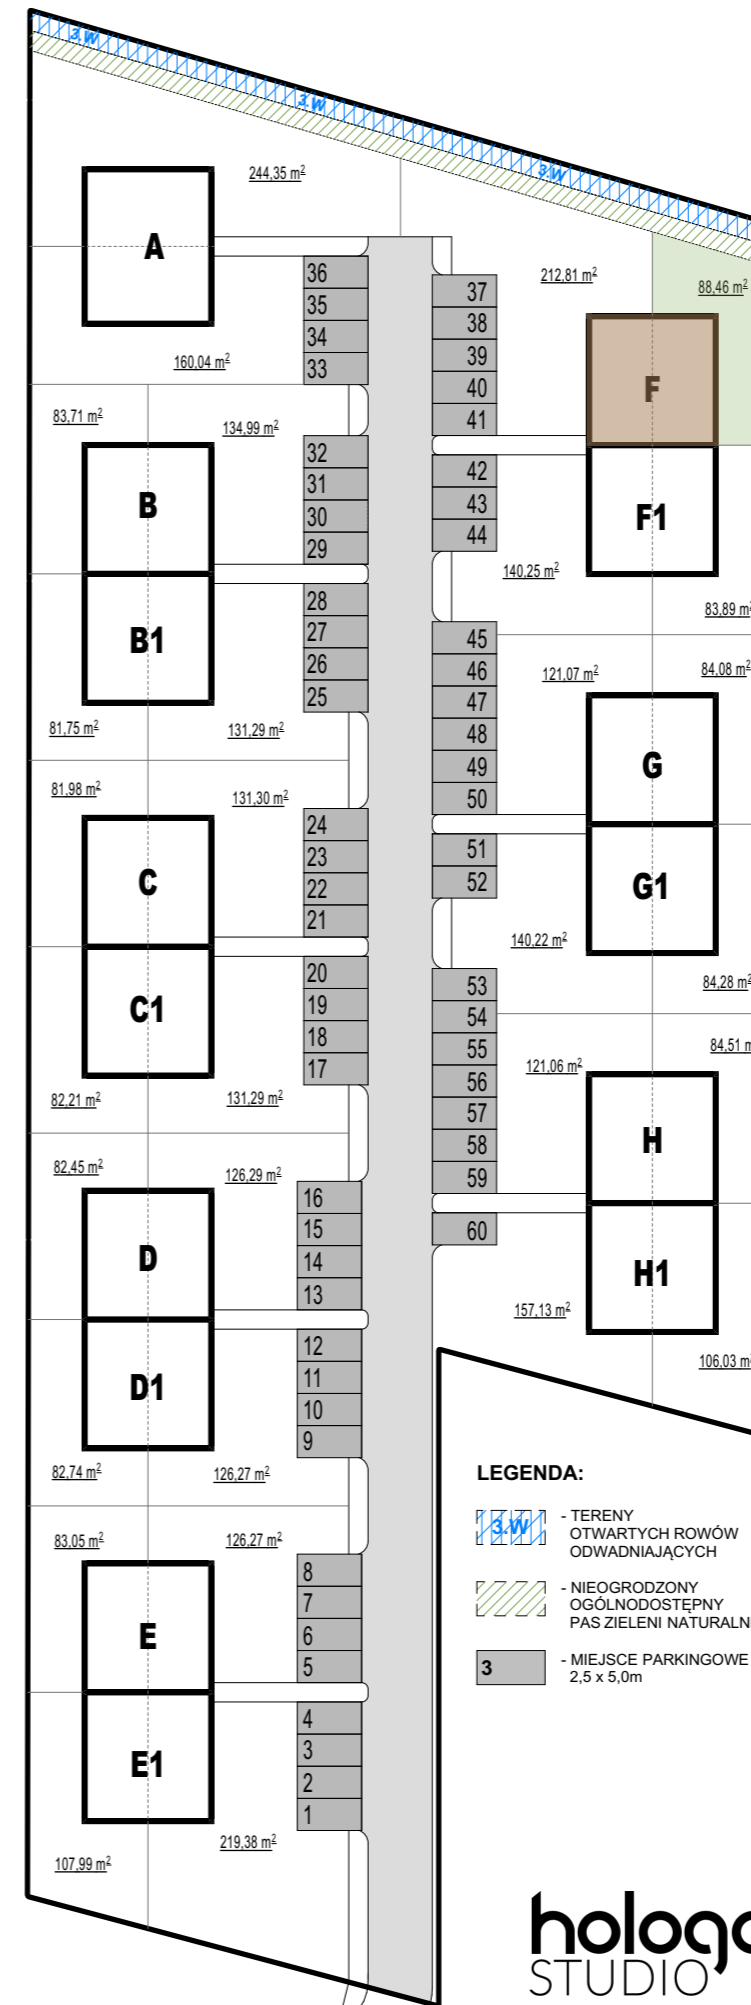 3.W
3.W
3.W
244,35 m²
A
36
35
34
33
160,04 m²
212,81 m²
88,46 m²
37
38
39
40
41
F
83,71 m²
134,99 m²
B
32
31
30
29
42
43
44
F1
140,25 m²
83,89 m²
B1
28
27
26
25
81,75 m²
131,29 m²
45
46
47
48
49
50
121,07 m²
84,08 m²
G
81,98 m²
131,30 m²
C
24
23
22
21
51
52
G1
140,22 m²
84,28 m²
C1
20
19
18
17
82,21 m²
131,29 m²
53
54
55
56
57
58
59
121,06 m²
84,51 m
H
82,45 m²
126,29 m²
D
16
15
14
13
60
H1
157,13 m²
106,03 m
D1
12
11
10
9
82,74 m²
126,27 m²
83,05 m²
126,27 m²
E
8
7
6
5
E1
4
3
2
1
219,38 m²
107,99 m²
LEGENDA:
3.W
- TERENY
OTWARTYCH ROWÓW
ODWADNIAJĄCYCH
- NIEOGRODZONY
OGÓLNODOSTĘPNY
PAS ZIELENI NATURALN
3
- MIEJSCE PARKINGOWE
2,5 x 5,0m
STUDIO